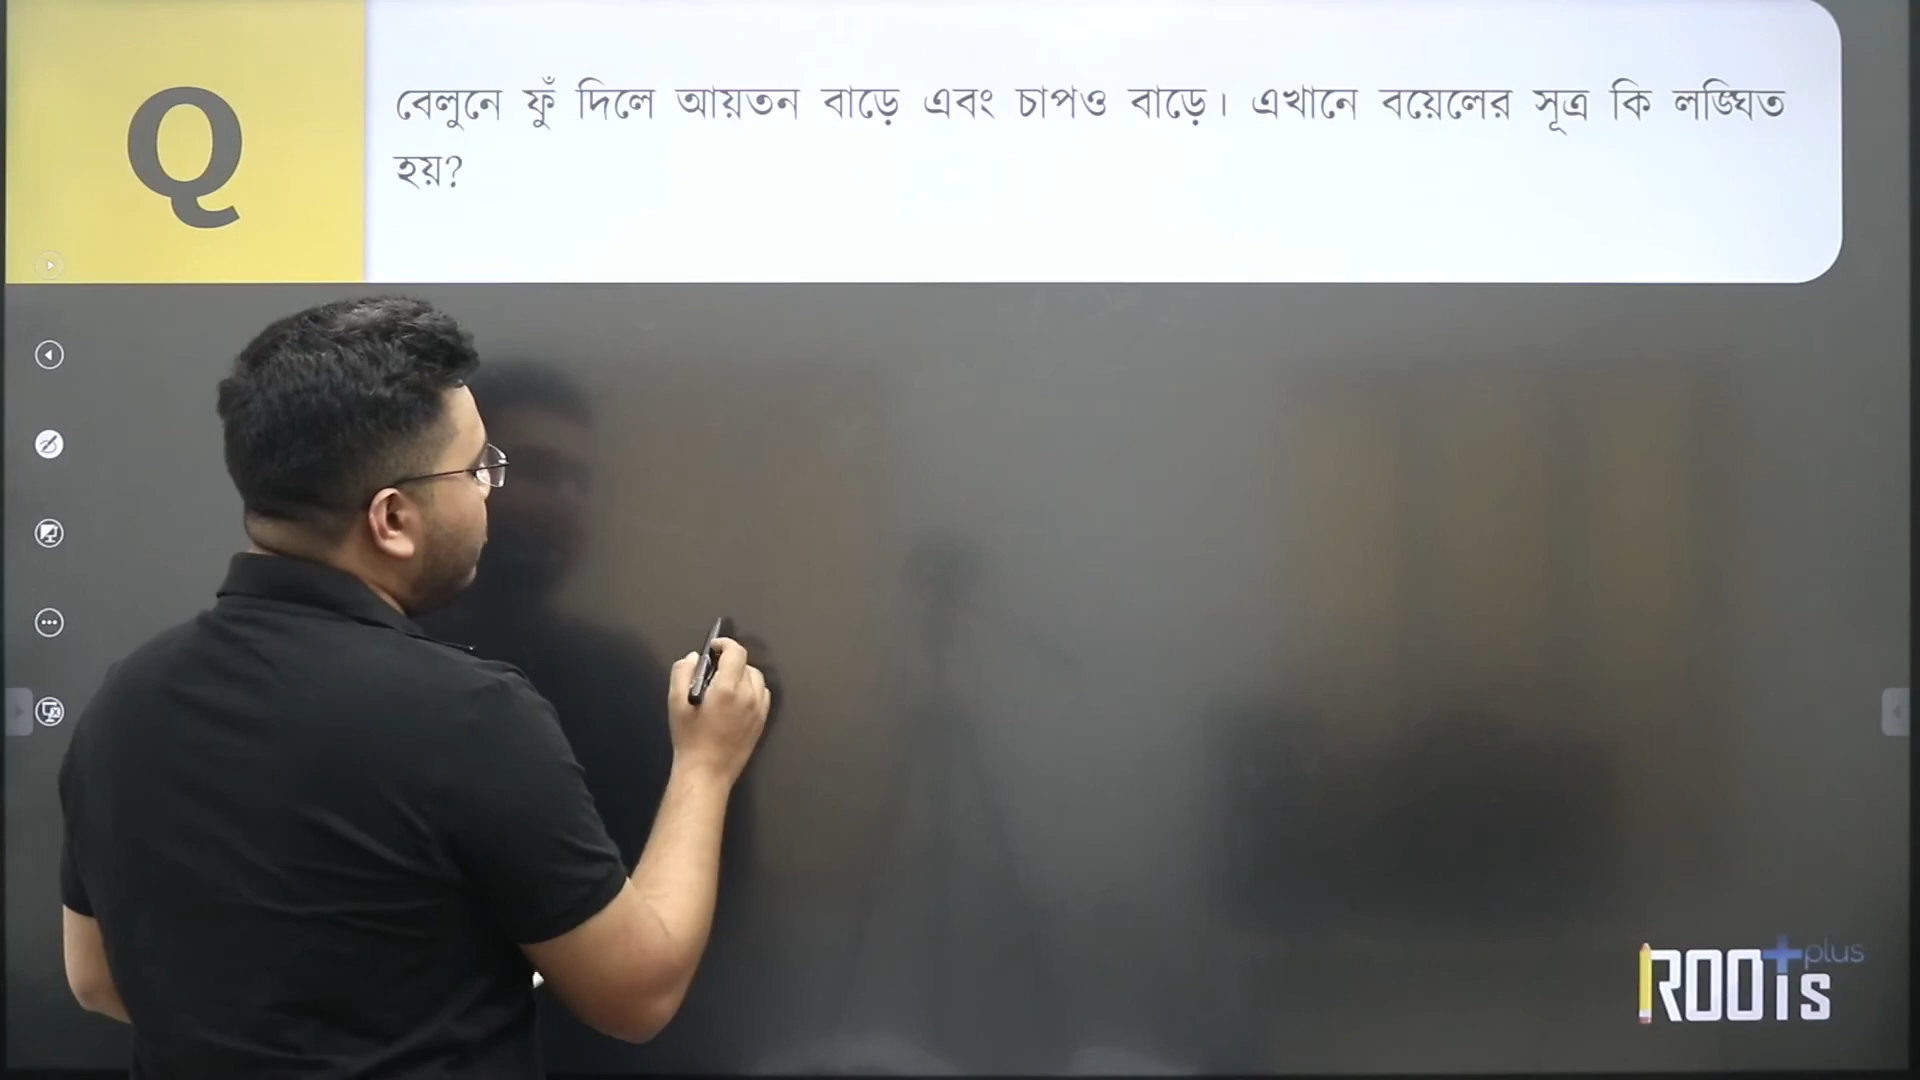 Q
বেলুনে ফুঁ দিলে আয়তন বাড়ে এবং চাপও বাড়ে। এখানে বয়েলের সূত্র কি লঙ্ঘিত
হয়?
ROOTs
plus